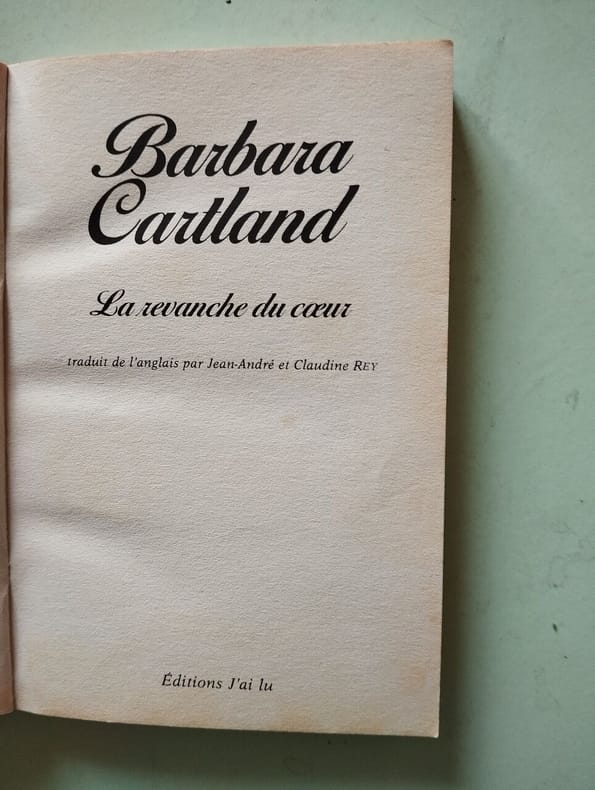 Barbara
Cartland
La revanche du cœur
traduit de l'anglais par Jean-André et Claudine REY
Éditions J'ai lu